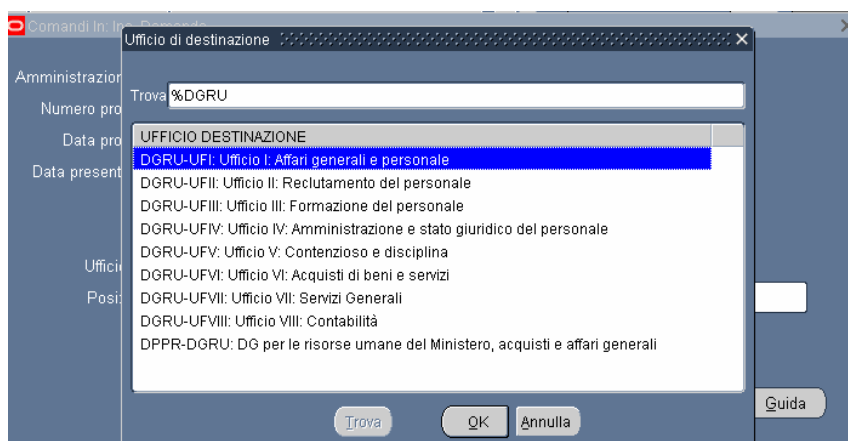 Comandi In: Ins. Domande
Ufficio di destinazione
Amministrazion
Trova %DGRU
Numero pro
Data pro
UFFICIO DESTINAZIONE
DGRU-UFI: Ufficio I: Affari generali e personale
Data present
DGRU-UFII: Ufficio II: Reclutamento del personale
DGRU-UFIII: Ufficio III: Formazione del personale
DGRU-UFIV: Ufficio IV: Amministrazione e stato giuridico del personale
DGRU-UFV: Ufficio V: Contenzioso e disciplina
Uffici
DGRU-UFVI: Ufficio VI: Acquisti di beni e servizi
Posi
DGRU-UFVII: Ufficio VII: Servizi Generali
DGRU-UFVIII: Ufficio VIII: Contabilità
DPPR-DGRU: DG per le risorse umane del Ministero, acquisti e affari generali
Guida
Trova OK Annulla